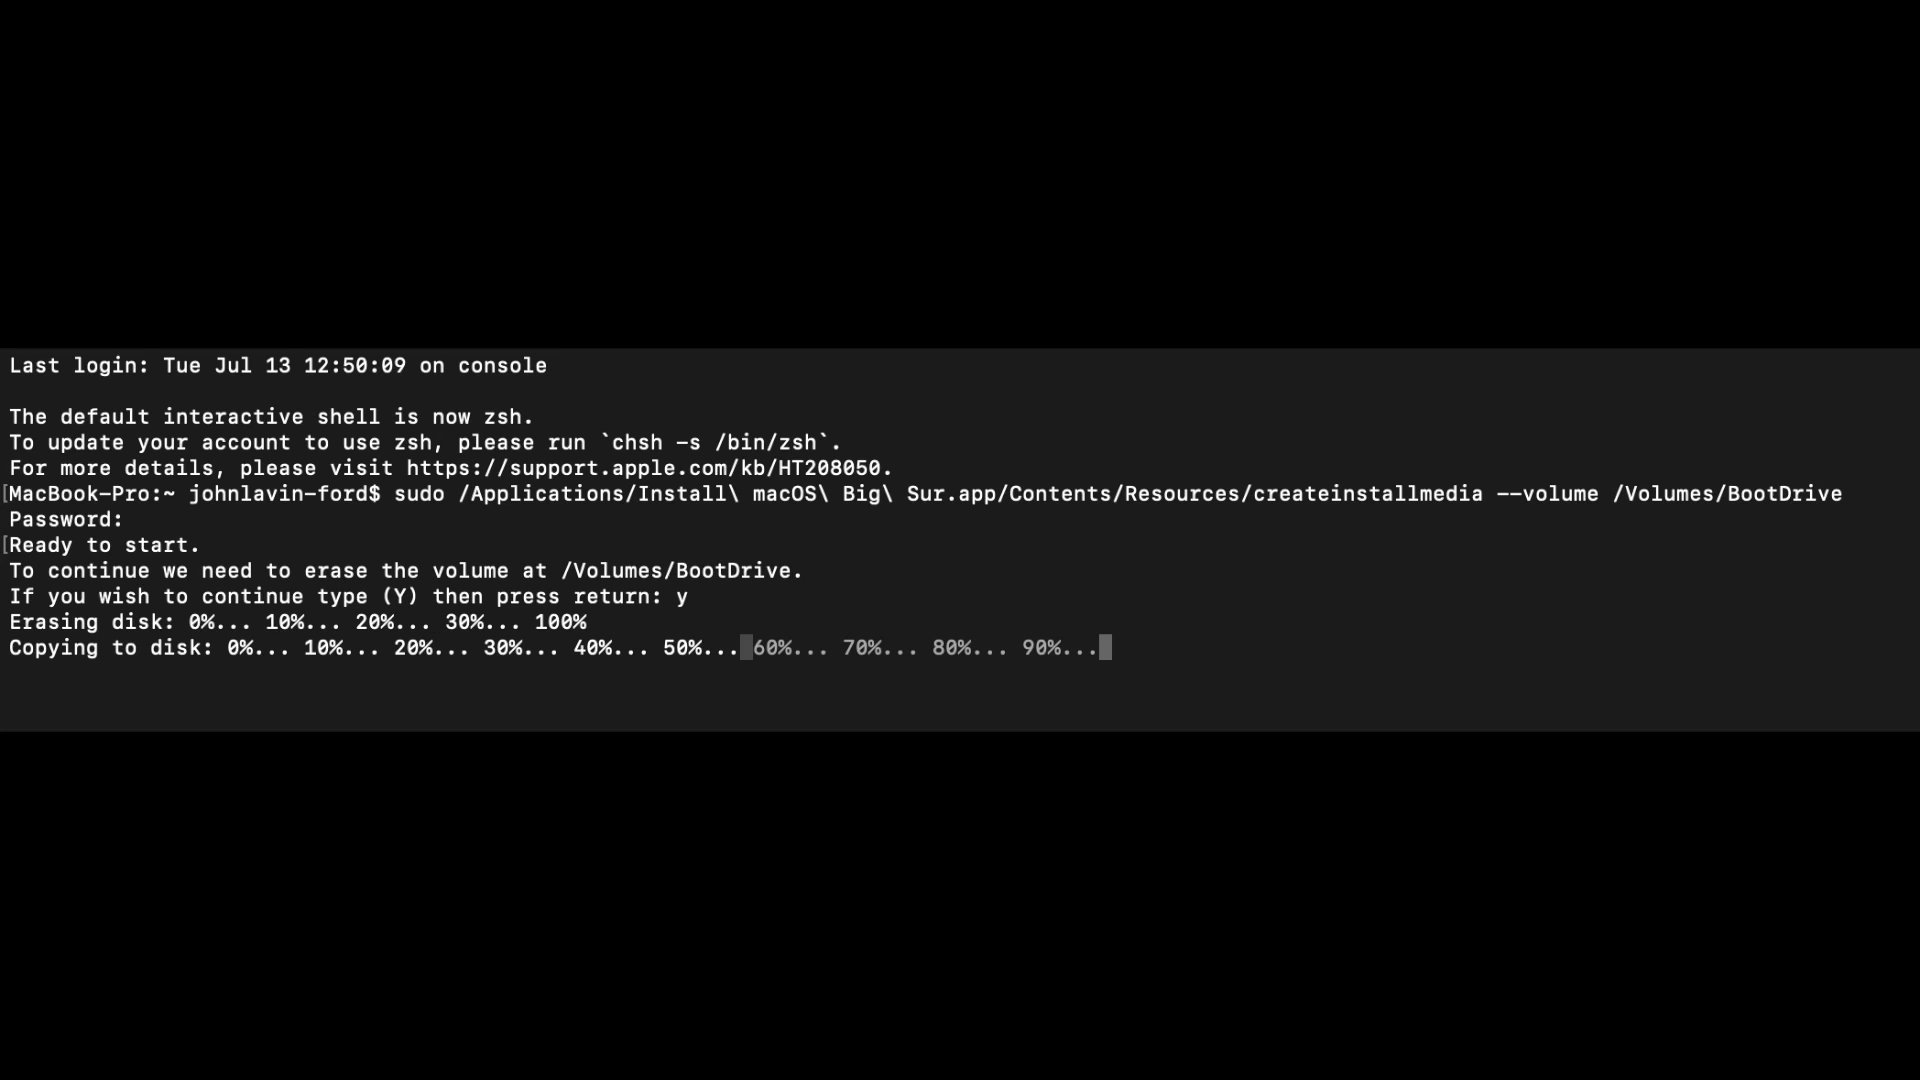 Last login: Tue Jul 13 12:50:09 on console
The default interactive shell is now zsh.
To update your account to use zsh, please run `chsh -s /bin/zsh`.
For more details, please visit https://support.apple.com/kb/HT208050.
[MacBook-Pro:~ johnlavin-ford$ sudo /Applications/Install\ macOS\ Big\ Sur.app/Contents/Resources/createinstallmedia --volume /Volumes/BootDrive
Password:
[Ready to start.
To continue we need to erase the volume at /Volumes/BootDrive.
If you wish to continue type (Y) then press return: y
Erasing disk: 0%... 10%... 20%... 30%... 100%
Copying to disk: 0%... 10%... 20%... 30%... 40%... 50%... 60%... 70%... 80%... 90%...